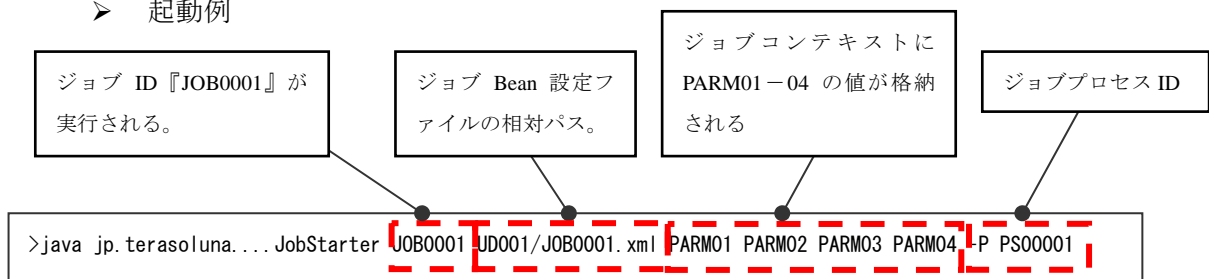 ➤ 起動例
ジョブ ID『JOB0001』が
実行される。
ジョブ Bean 設定フ
ァイルの相対パス。
ジョブコンテキストに
PARM01－04 の値が格納
される
ジョブプロセス ID
>java jp.terasoluna....JobStarter JOB0001 UD001/JOB0001.xml PARM01 PARM02 PARM03 PARM04 -P PS00001